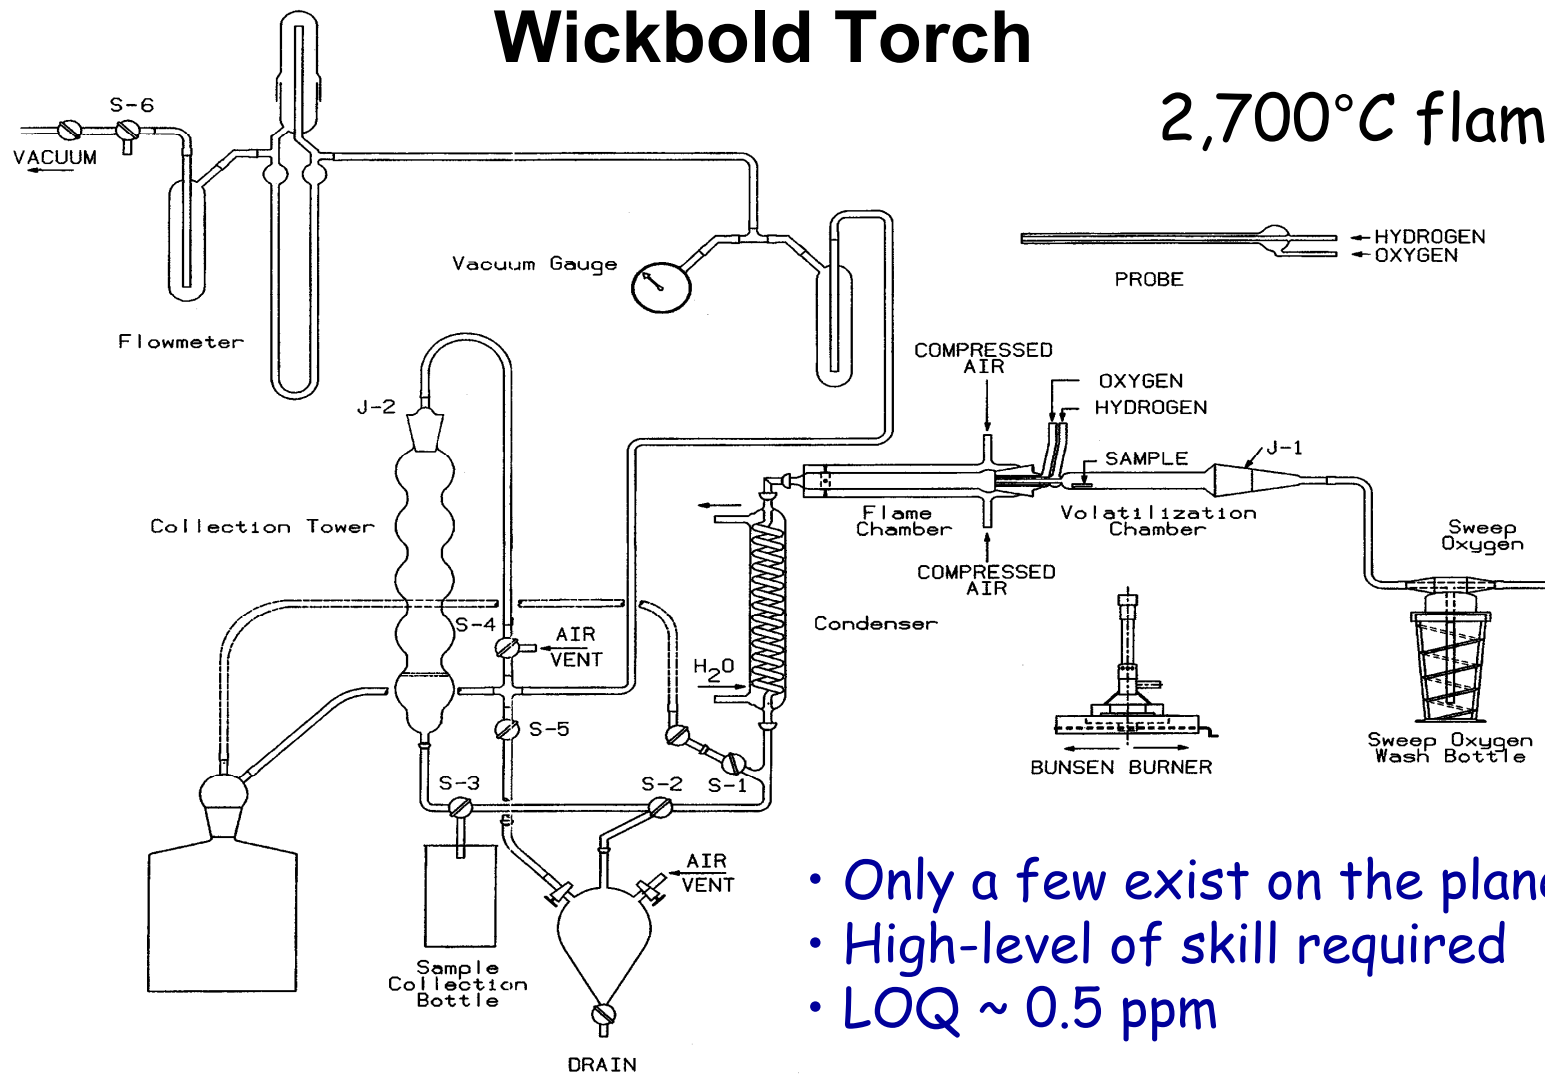 Wickbold Torch
2,700°C flam
S-6
VACUUM
HYDROGEN
OXYGEN
PROBE
Vacuum Gauge
Flowmeter
COMPRESSED
AIR
OXYGEN
HYDROGEN
J-2
SAMPLE
J-1
Flame
Chamber
Volatilization
Chamber
Collection Tower
Sweep
Oxygen
COMPRESSED
AIR
S-4
AIR
VENT
Condenser
H2O
S-5
Sweep Oxygen
Wash Bottle
BUNSEN BURNER
S-3
S-2
S-1
AIR
VENT
• Only a few exist on the plane
• High-level of skill required
• LOQ ~ 0.5 ppm
Sample
Collection
Bottle
DRAIN